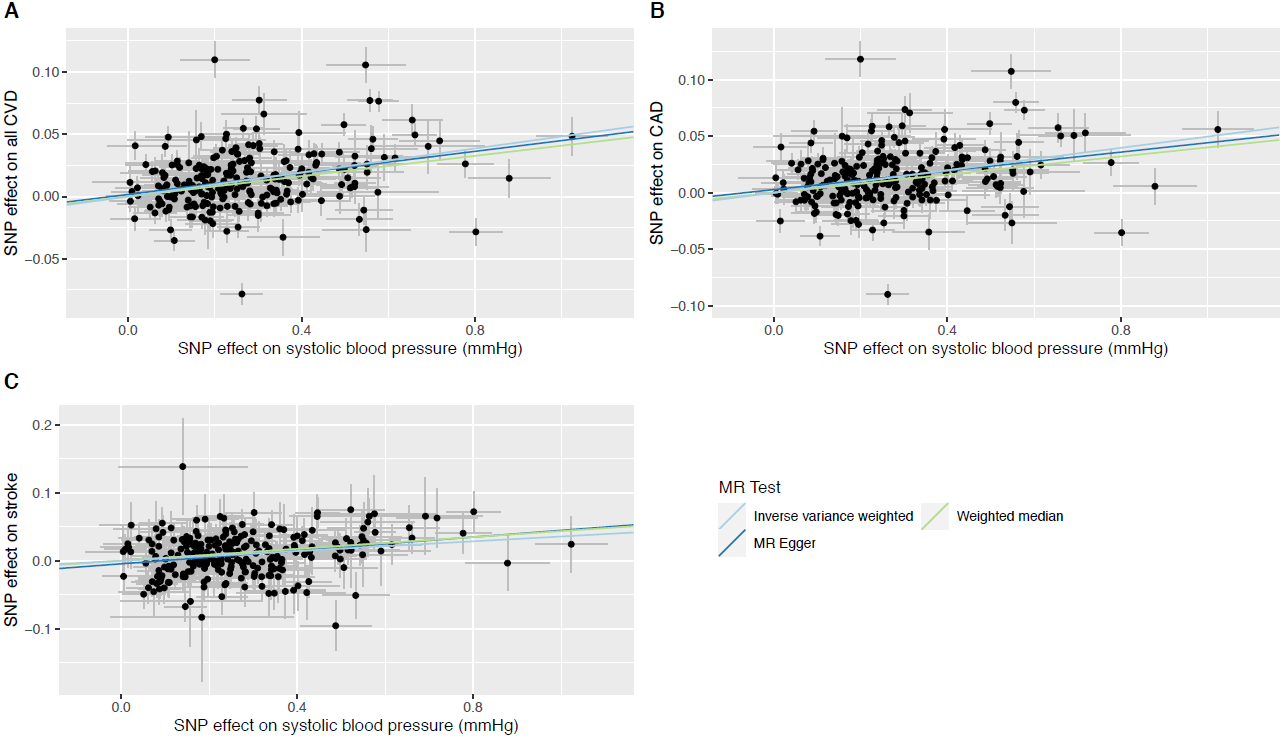 A
SNP effect on all CVD
0.10
0.05
0.00
−0.05
0.0 0.4 0.8
SNP effect on systolic blood pressure (mmHg)
B
SNP effect on CAD
0.10
0.05
0.00
−0.05
−0.10
0.0 0.4 0.8
SNP effect on systolic blood pressure (mmHg)
C
SNP effect on stroke
0.2
0.1
0.0
−0.1
0.0 0.4 0.8
SNP effect on systolic blood pressure (mmHg)
MR Test
Inverse variance weighted Weighted median
MR Egger